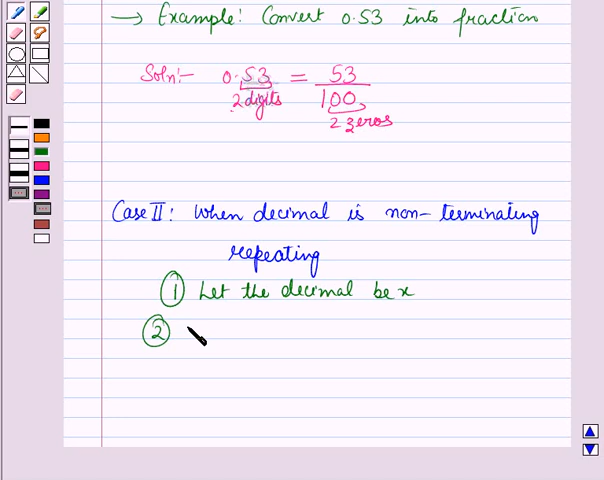 → Example: Convert 0.53 into fraction
Soln:- 0.53 = 53/100
2 digits
2 zeros
Case II: When decimal is non-terminating
repeating
① Let the decimal be x
②